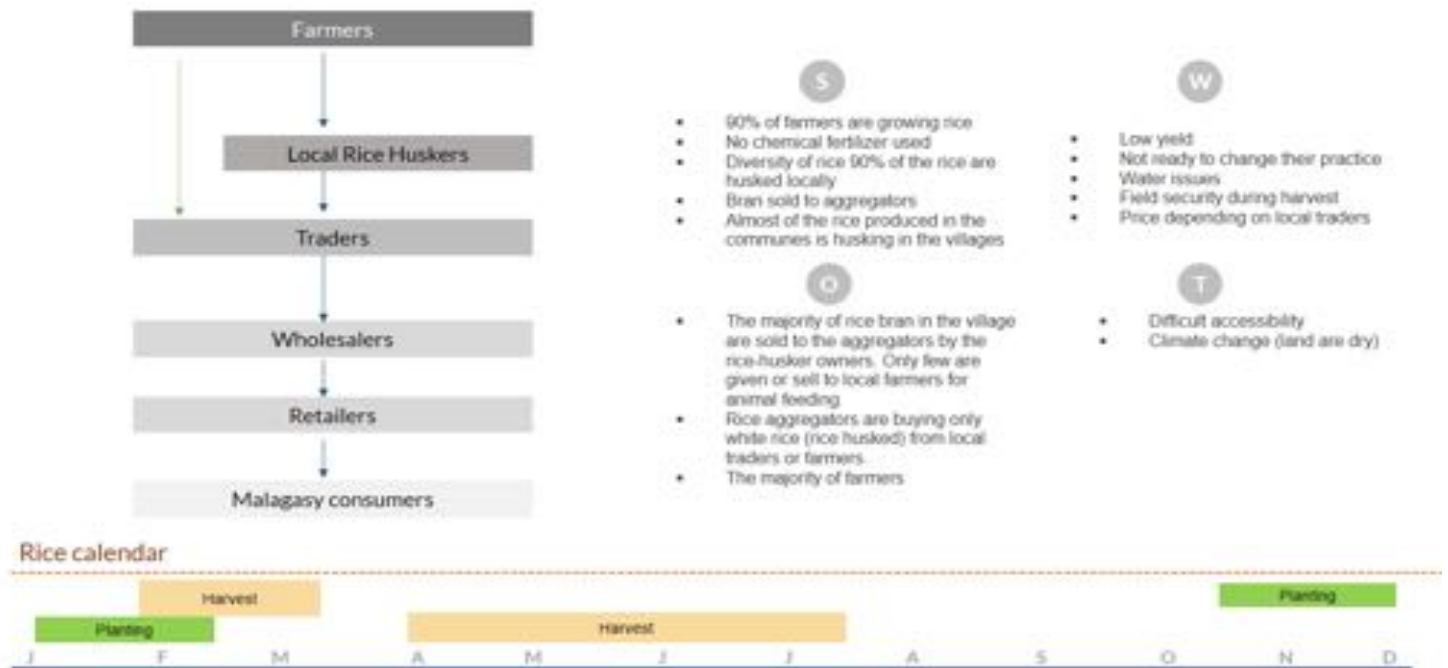 Farmers
Local Rice Huskers
Traders
Wholesalers
Retailers
Malagasy consumers
S
• 90% of farmers are growing rice
• No chemical fertilizer used
• Diversity of rice 90% of the rice are
husked locally
• Bran sold to aggregators
• Almost of the rice produced in the
communes is husking in the villages
W
• Low yield
• Not ready to change their practice
• Water issues
• Field security during harvest
• Price depending on local traders
O
• The majority of rice bran in the village
are sold to the aggregators by the
rice-husker owners. Only few are
given or sell to local farmers for
animal feeding
• Rice aggregators are buying only
white rice (rice husked) from local
traders or farmers
• The majority of farmers
T
• Difficult accessibility
• Climate change (land are dry)
Rice calendar
Harvest
Planting
Planting
Harvest
J F M A M J J A S O N D